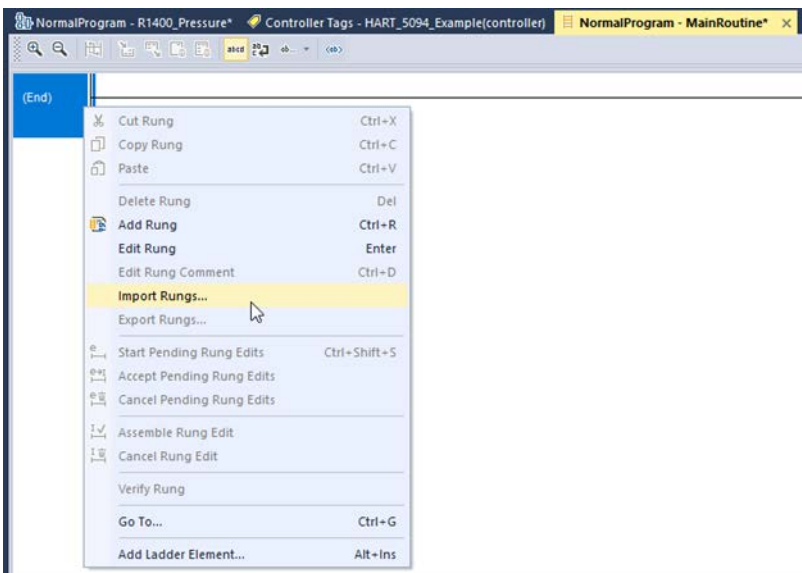 NormalProgram - R1400_Pressure* Controller Tags - HART_5094_Example(controller) NormalProgram - MainRoutine* ×
abcd ab.. <ab>
(End)
Cut Rung Ctrl+X
Copy Rung Ctrl+C
Paste Ctrl+V
Delete Rung Del
Add Rung Ctrl+R
Edit Rung Enter
Edit Rung Comment Ctrl+D
Import Rungs...
Export Rungs...
Start Pending Rung Edits Ctrl+Shift+S
Accept Pending Rung Edits
Cancel Pending Rung Edits
Assemble Rung Edit
Cancel Rung Edit
Verify Rung
Go To... Ctrl+G
Add Ladder Element... Alt+Ins